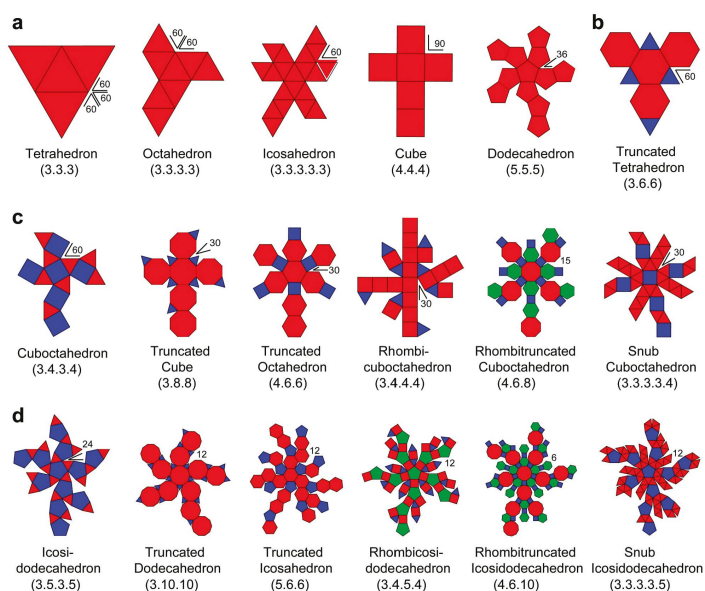 a
b
60
60
60
60
60
60
90
36
60
Tetrahedron
(3.3.3)
Octahedron
(3.3.3.3)
Icosahedron
(3.3.3.3.3)
Cube
(4.4.4)
Dodecahedron
(5.5.5)
Truncated
Tetrahedron
(3.6.6)
c
60
30
30
30
15
30
Cuboctahedron
(3.4.3.4)
Truncated
Cube
(3.8.8)
Truncated
Octahedron
(4.6.6)
Rhombi-
cuboctahedron
(3.4.4.4)
Rhombitruncated
Cuboctahedron
(4.6.8)
Snub
Cuboctahedron
(3.3.3.3.4)
d
24
12
12
12
6
12
Icosi-
dodecahedron
(3.5.3.5)
Truncated
Dodecahedron
(3.10.10)
Truncated
Icosahedron
(5.6.6)
Rhombicosi-
dodecahedron
(3.4.5.4)
Rhombitruncated
Icosidodecahedron
(4.6.10)
Snub
Icosidodecahedron
(3.3.3.3.5)